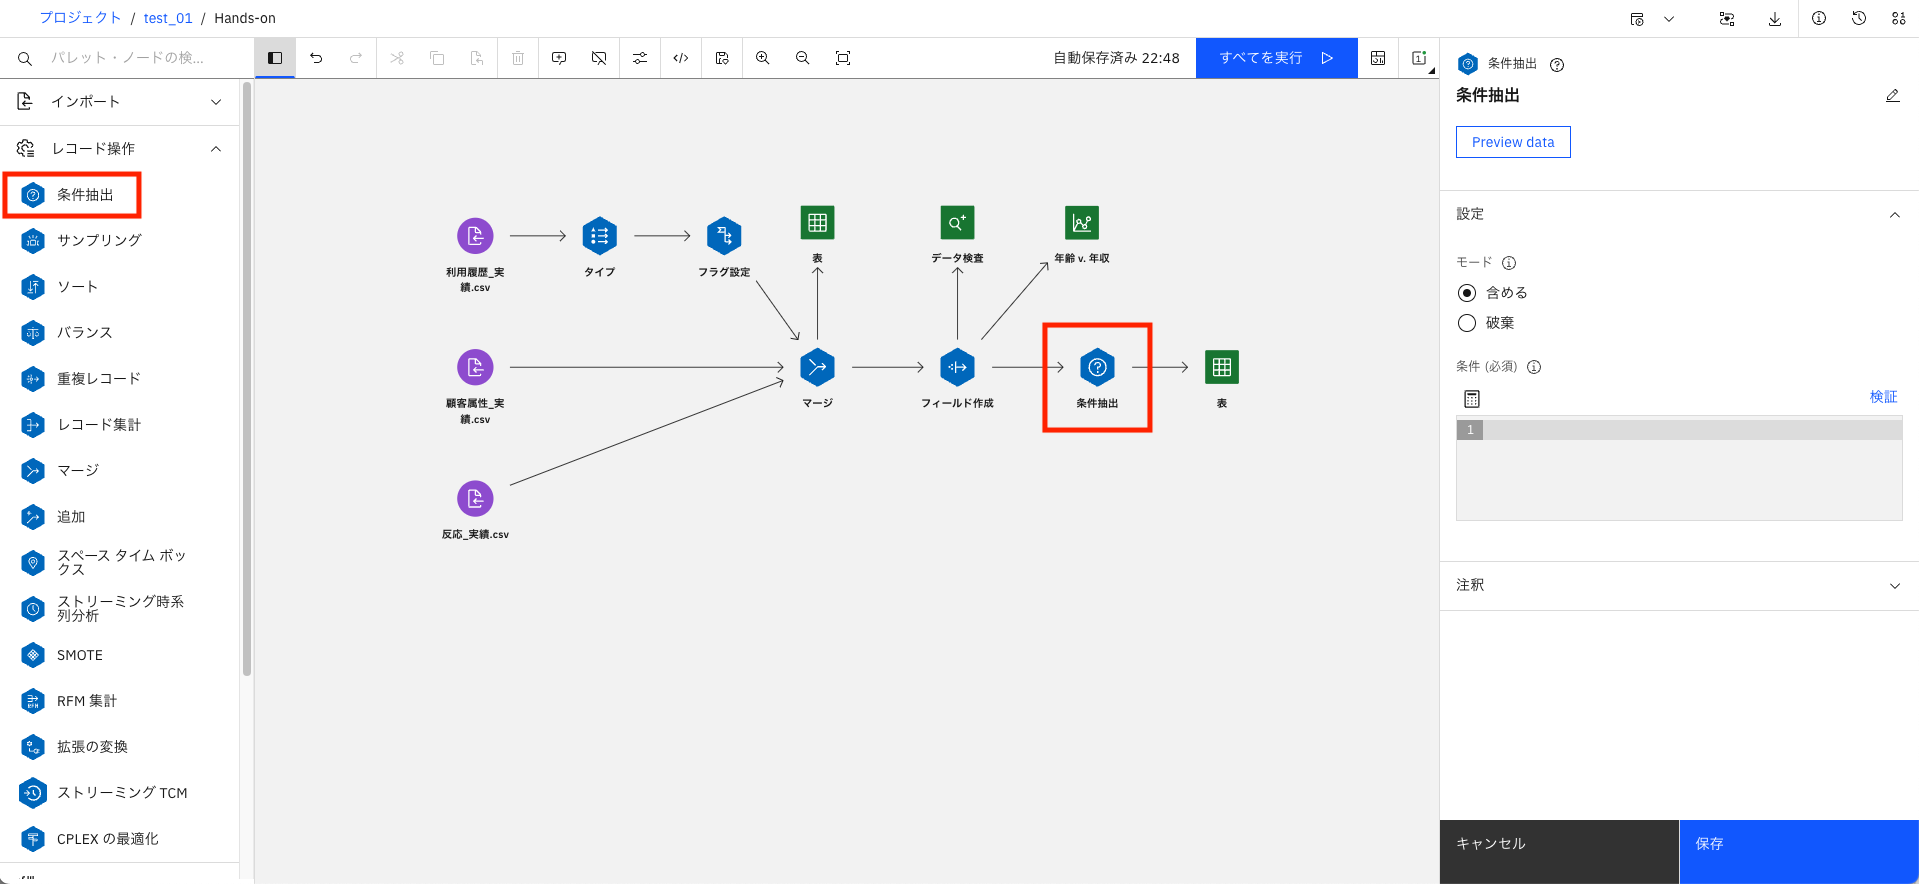 プロジェクト / test_01 / Hands-on
パレット・ノードの検...
自動保存済み 22:48
すべてを実行
インポート
レコード操作
条件抽出
サンプリング
ソート
バランス
重複レコード
レコード集計
マージ
追加
スペース タイム ボッ
クス
ストリーミング時系
列分析
SMOTE
RFM 集計
拡張の変換
ストリーミング TCM
CPLEX の最適化
利用履歴_実
績.csv
タイプ
フラグ設定
表
データ検査
年齢 v. 年収
顧客属性_実
績.csv
マージ
フィールド作成
条件抽出
表
反応_実績.csv
条件抽出
条件抽出
Preview data
設定
モード
含める
破棄
条件 (必須)
検証
1
注釈
キャンセル
保存